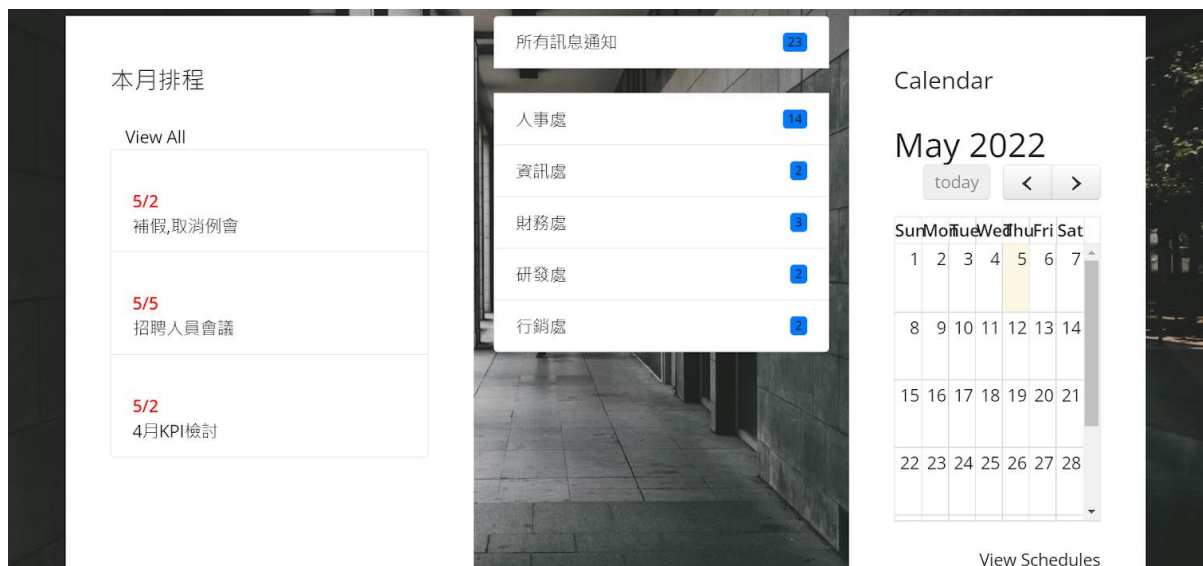 本月排程
View All
5/2
補假,取消例會
5/5
招聘人員會議
5/2
4月KPI檢討
所有訊息通知 23
人事處 14
資訊處 2
財務處 3
研發處 2
行銷處 2
Calendar
May 2022
today
Sun Mon Tue Wed Thu Fri Sat
1 2 3 4 5 6 7
8 9 10 11 12 13 14
15 16 17 18 19 20 21
22 23 24 25 26 27 28
View Schedules